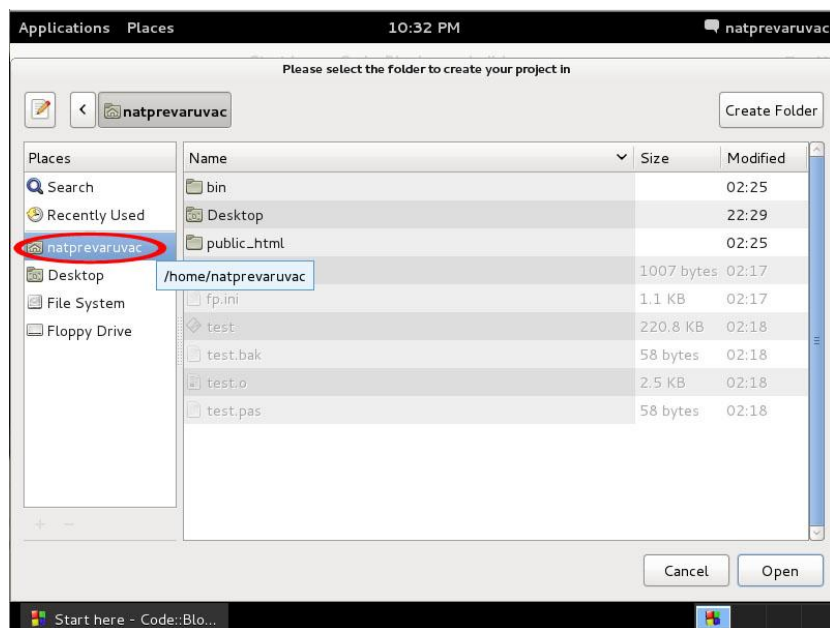 Applications Places 10:32 PM natprevaruvac
Please select the folder to create your project in
natprevaruvac Create Folder
Places Name Size Modified
Search bin 02:25
Recently Used Desktop 22:29
natprevaruvac public_html 02:25
Desktop /home/natprevaruvac 1007 bytes 02:17
File System fp.ini 1.1 KB 02:17
Floppy Drive test 220.8 KB 02:18
test.bak 58 bytes 02:18
test.o 2.5 KB 02:18
test.pas 58 bytes 02:18
Cancel Open
Start here - Code::Blo...